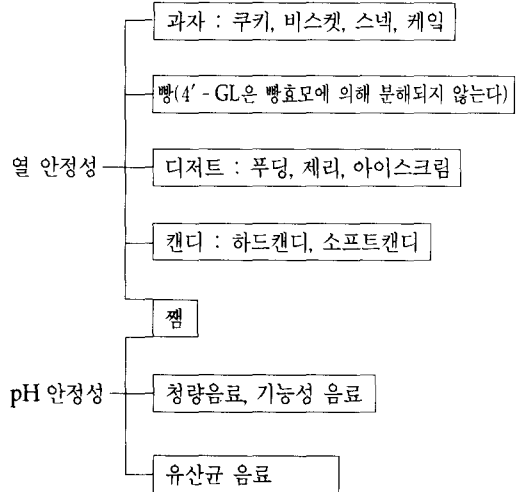 과자 : 쿠키, 비스켓, 스넥, 케잌
빵(4′ - GL은 빵효모에 의해 분해되지 않는다)
열 안정성
디저트 : 푸딩, 제리, 아이스크림
캔디 : 하드캔디, 소프트캔디
쨈
pH 안정성
청량음료, 기능성 음료
유산균 음료